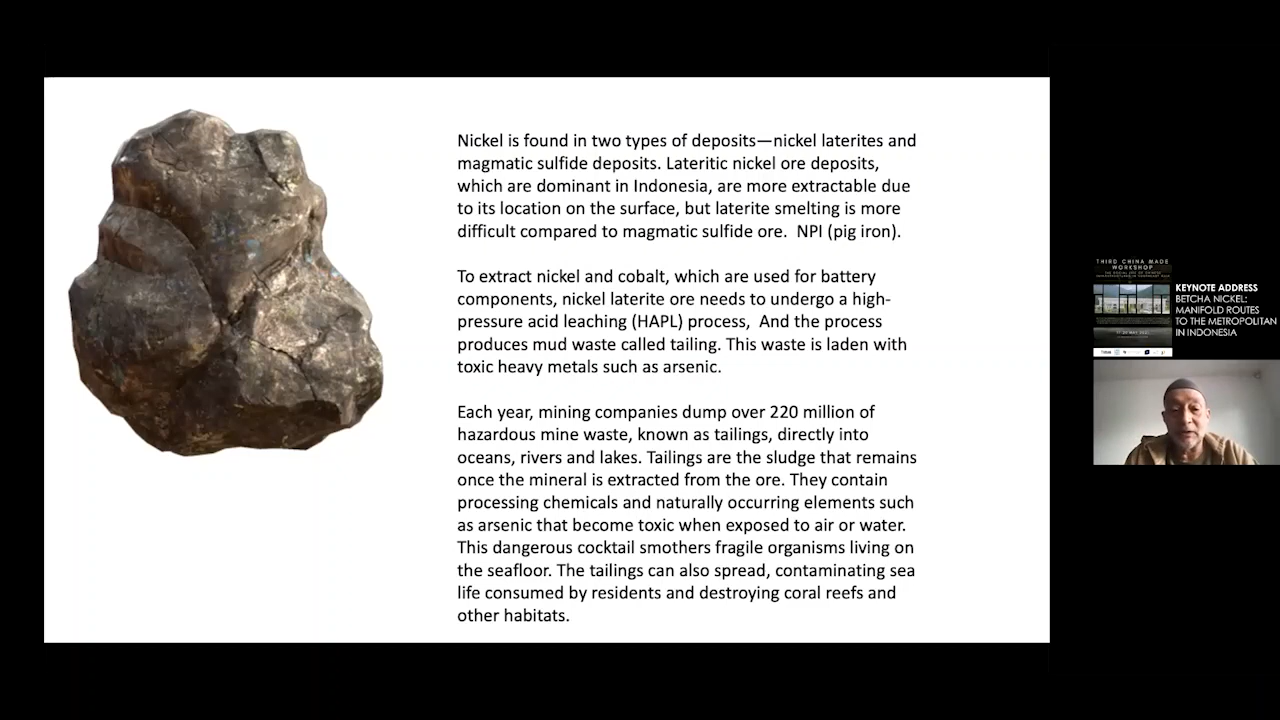 Nickel is found in two types of deposits—nickel laterites and
magmatic sulfide deposits. Lateritic nickel ore deposits,
which are dominant in Indonesia, are more extractable due
to its location on the surface, but laterite smelting is more
difficult compared to magmatic sulfide ore.  NPI (pig iron).
To extract nickel and cobalt, which are used for battery
components, nickel laterite ore needs to undergo a high-
pressure acid leaching (HAPL) process,  And the process
produces mud waste called tailing. This waste is laden with
toxic heavy metals such as arsenic.
Each year, mining companies dump over 220 million of
hazardous mine waste, known as tailings, directly into
oceans, rivers and lakes. Tailings are the sludge that remains
once the mineral is extracted from the ore. They contain
processing chemicals and naturally occurring elements such
as arsenic that become toxic when exposed to air or water.
This dangerous cocktail smothers fragile organisms living on
the seafloor. The tailings can also spread, contaminating sea
life consumed by residents and destroying coral reefs and
other habitats.
THIRD CHINA MADE
WORKSHOP
KEYNOTE ADDRESS
BETCHA NICKEL:
MANIFOLD ROUTES
TO THE METROPOLITAN
IN INDONESIA